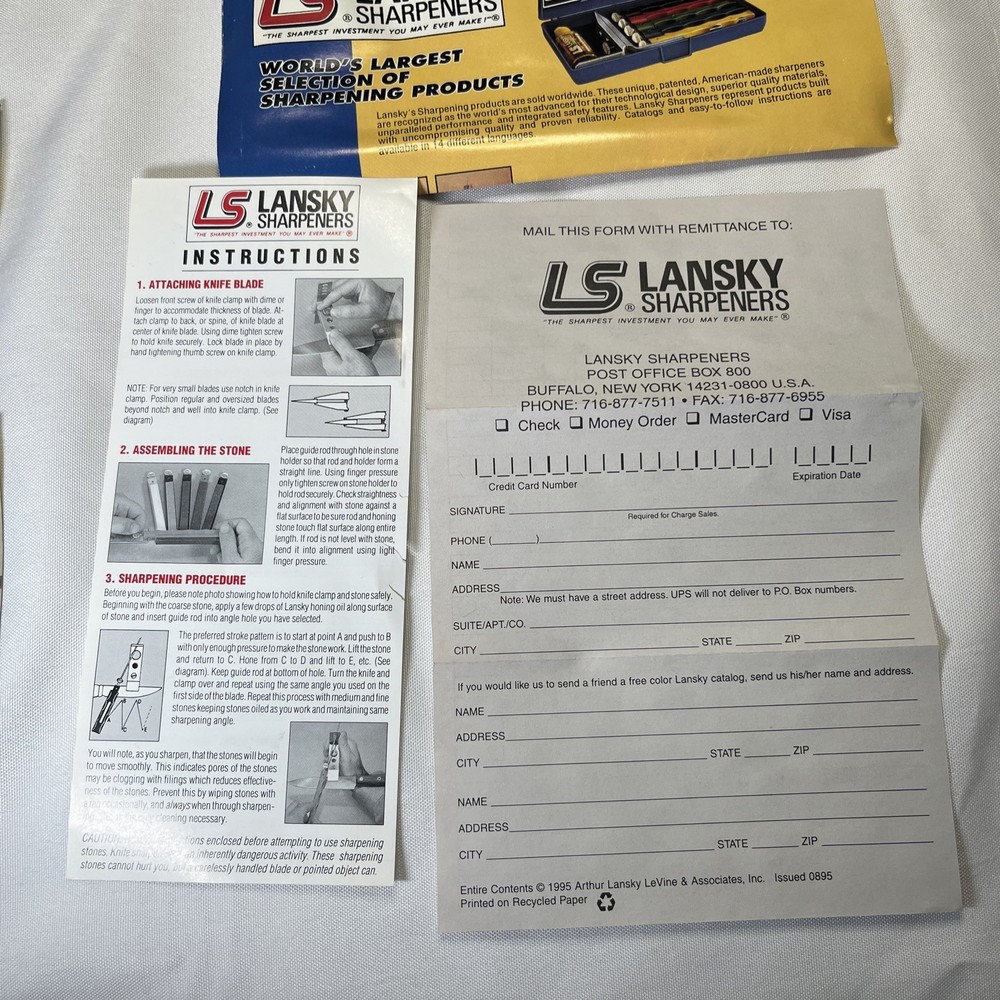 LS
® SHARPENERS
"THE SHARPEST INVESTMENT YOU MAY EVER MAKE!"®
WORLD'S LARGEST
SELECTION OF
SHARPENING PRODUCTS
Lansky's Sharpening products are sold worldwide. These unique, patented, American-made sharpeners
are recognized as the world's most advanced for their technological design, superior quality materials,
unparalleled performance and integrated safety features. Lansky Sharpeners represent products built
with uncompromising quality and proven reliability. Catalogs and easy-to-follow instructions are
available in 14 different languages.
LS ® LANSKY
SHARPENERS
"THE SHARPEST INVESTMENT YOU MAY EVER MAKE" ®
INSTRUCTIONS
1. ATTACHING KNIFE BLADE
Loosen front screw of knife clamp with dime or
finger to accommodate thickness of blade. At-
tach clamp to back, or spine, of knife blade at
center of knife blade. Using dime tighten screw
to hold knife securely. Lock blade in place by
hand tightening thumb screw on knife clamp.
NOTE: For very small blades use notch in knife
clamp. Position regular and oversized blades
beyond notch and well into knife clamp. (See
diagram)
2. ASSEMBLING THE STONE
Place guide rod through hole in stone
holder so that rod and holder form a
straight line. Using finger pressure
only tighten screw on stone holder to
hold rod securely. Check straightness
and alignment with stone against a
flat surface to be sure rod and honing
stone touch flat surface along entire
length. If rod is not level with stone,
bend it into alignment using light
finger pressure.
3. SHARPENING PROCEDURE
Before you begin, please note photo showing how to hold knife clamp and stone safely.
Beginning with the coarse stone, apply a few drops of Lansky honing oil along surface
of stone and insert guide rod into angle hole you have selected.
The preferred stroke pattern is to start at point A and push to B
with only enough pressure to make the stone work. Lift the stone
and return to C. Hone from C to D and lift to E, etc. (See
diagram). Keep guide rod at bottom of hole. Turn the knife and
clamp over and repeat using the same angle you used on the
first side of the blade. Repeat this process with medium and fine
stones keeping stones oiled as you work and maintaining same
sharpening angle.
A B C D E
You will note, as you sharpen, that the stones will begin
to move smoothly. This indicates pores of the stones
may be clogging with filings which reduces effective-
ness of the stones. Prevent this by wiping stones with
occasionally, and always when through sharpen-
cleaning necessary.
CAUTION enclosed before attempting to use sharpening
stones. Knife inherently dangerous activity. These sharpening
stones cannot hurt you, carelessly handled blade or pointed object can.
MAIL THIS FORM WITH REMITTANCE TO:
LS ® LANSKY
SHARPENERS
"THE SHARPEST INVESTMENT YOU MAY EVER MAKE" ®
LANSKY SHARPENERS
POST OFFICE BOX 800
BUFFALO, NEW YORK 14231-0800 U.S.A.
PHONE: 716-877-7511 • FAX: 716-877-6955
❑ Check ❑ Money Order ❑ MasterCard ❑ Visa
Credit Card Number Expiration Date
SIGNATURE
Required for Charge Sales.
PHONE ( )
NAME
ADDRESS
Note: We must have a street address. UPS will not deliver to P.O. Box numbers.
SUITE/APT./CO.
CITY STATE ZIP
If you would like us to send a friend a free color Lansky catalog, send us his/her name and address.
NAME
ADDRESS
CITY STATE ZIP
NAME
ADDRESS
CITY STATE ZIP
Entire Contents © 1995 Arthur Lansky LeVine & Associates, Inc. Issued 0895
Printed on Recycled Paper